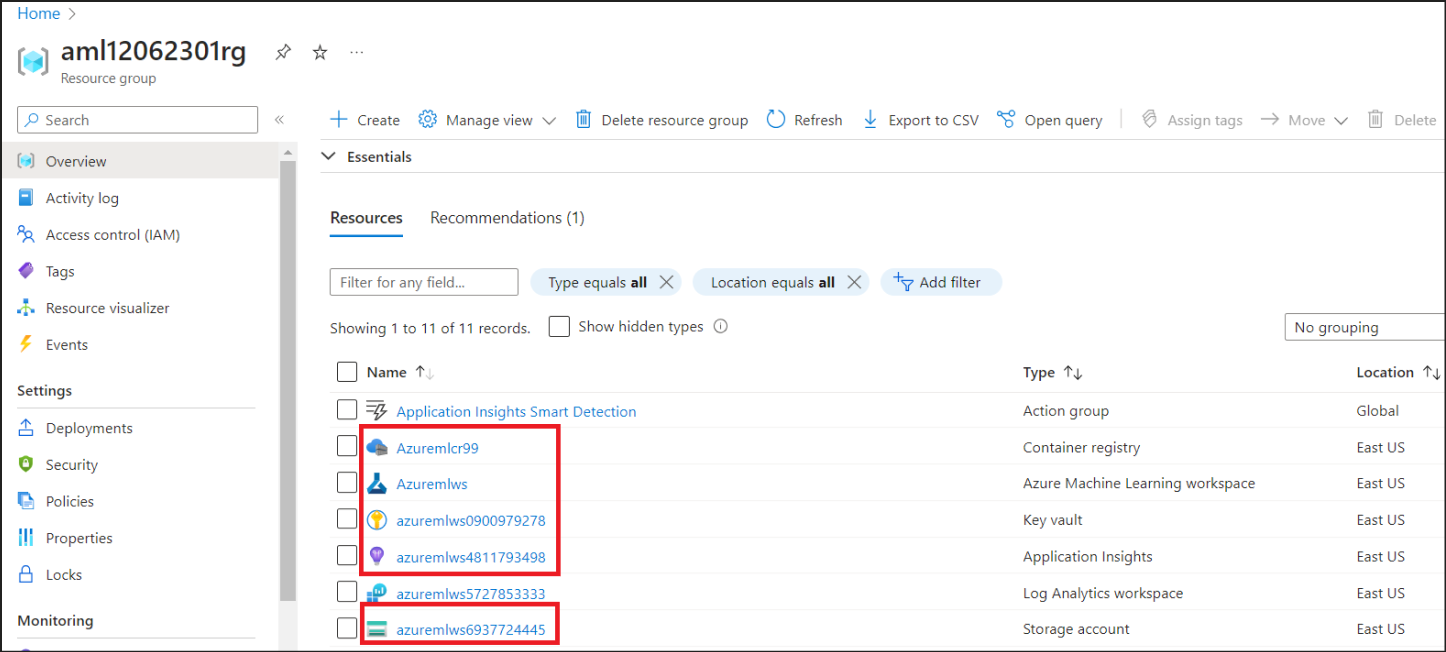 Home >
aml12062301rg
Resource group
Search
«
Overview
Activity log
Access control (IAM)
Tags
Resource visualizer
Events
Settings
Deployments
Security
Policies
Properties
Locks
Monitoring
Create Manage view Delete resource group Refresh Export to CSV Open query Assign tags Move Delete
Essentials
Resources Recommendations (1)
Filter for any field... Type equals all Location equals all Add filter
Showing 1 to 11 of 11 records. Show hidden types No grouping
Name Type Location
Application Insights Smart Detection Action group Global
Azuremlcr99 Container registry East US
Azuremlws Azure Machine Learning workspace East US
azuremlws0900979278 Key vault East US
azuremlws4811793498 Application Insights East US
azuremlws5727853333 Log Analytics workspace East US
azuremlws6937724445 Storage account East US